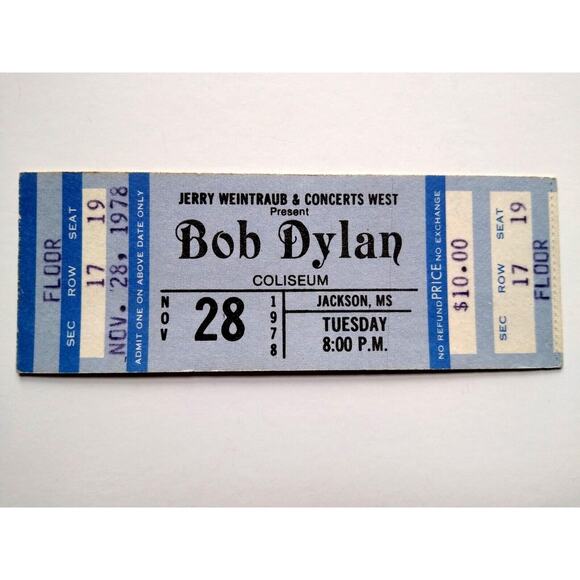 SEC ROW SEAT
FLOOR 17 19
NOV. 28, 1978
ADMIT ONE ON ABOVE DATE ONLY
JERRY WEINTRAUB & CONCERTS WEST
Present
Bob Dylan
COLISEUM
NOV
28
1978
JACKSON, MS
TUESDAY
8:00 P.M.
NO REFUND PRICE NO EXCHANGE
$10.00
SEC ROW SEAT
FLOOR 17 19